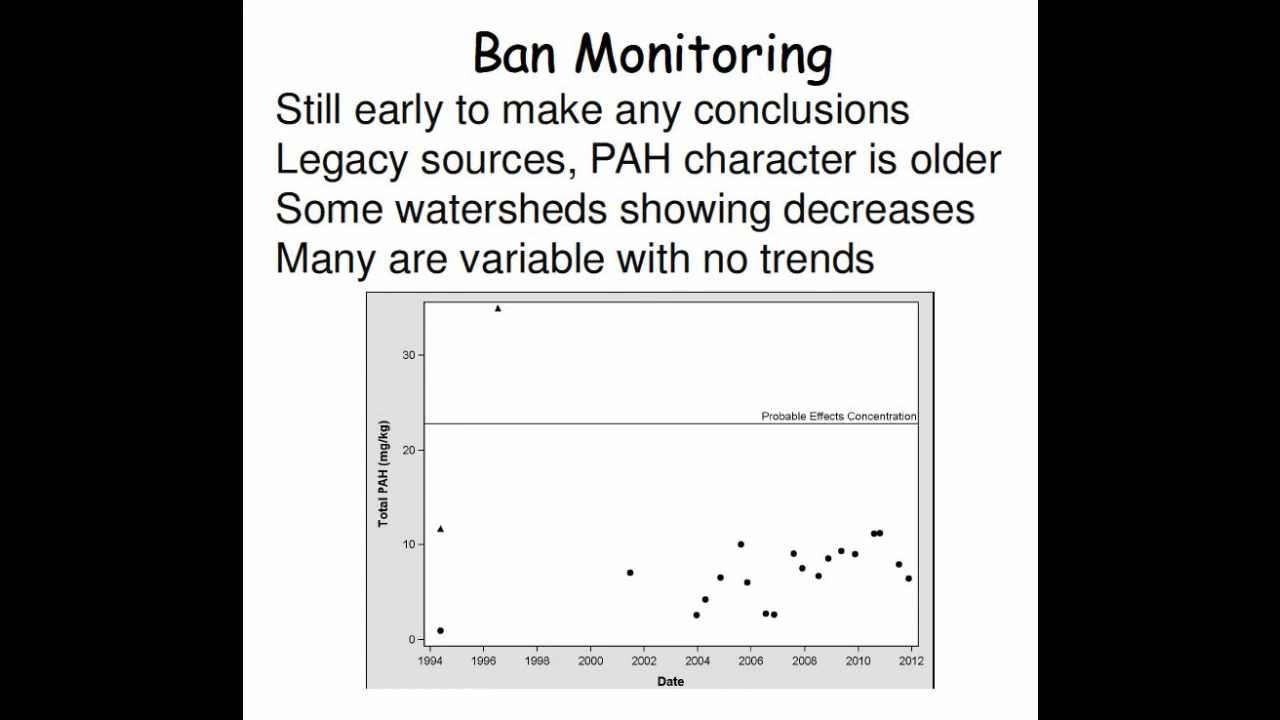 Ban Monitoring
Still early to make any conclusions
Legacy sources, PAH character is older
Some watersheds showing decreases
Many are variable with no trends
30
Probable Effects Concentration
20
Total PAH (mg/kg)
10
0
1994 1996 1998 2000 2002 2004 2006 2008 2010 2012
Date